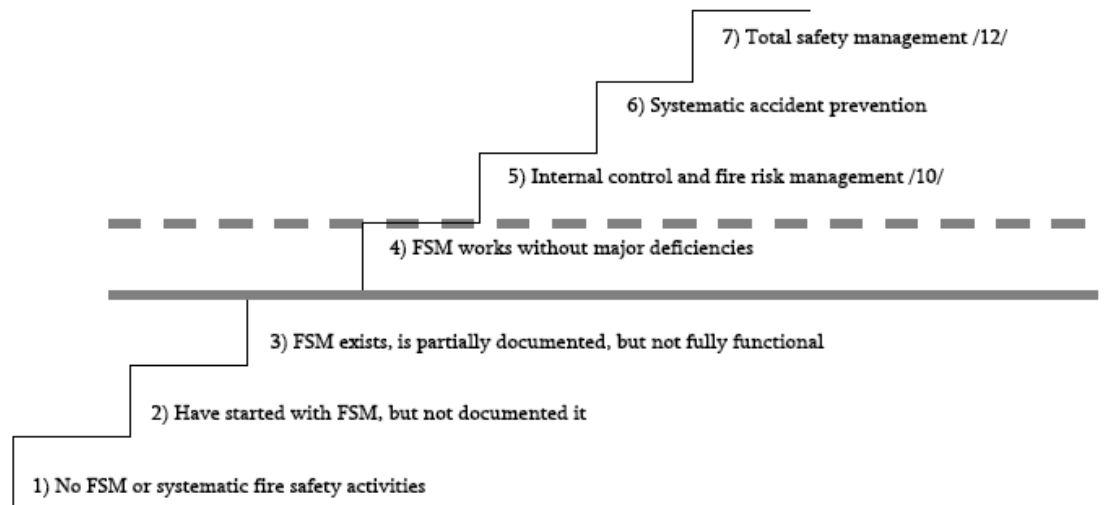 7) Total safety management /12/
6) Systematic accident prevention
5) Internal control and fire risk management /10/
4) FSM works without major deficiencies
3) FSM exists, is partially documented, but not fully functional
2) Have started with FSM, but not documented it
1) No FSM or systematic fire safety activities